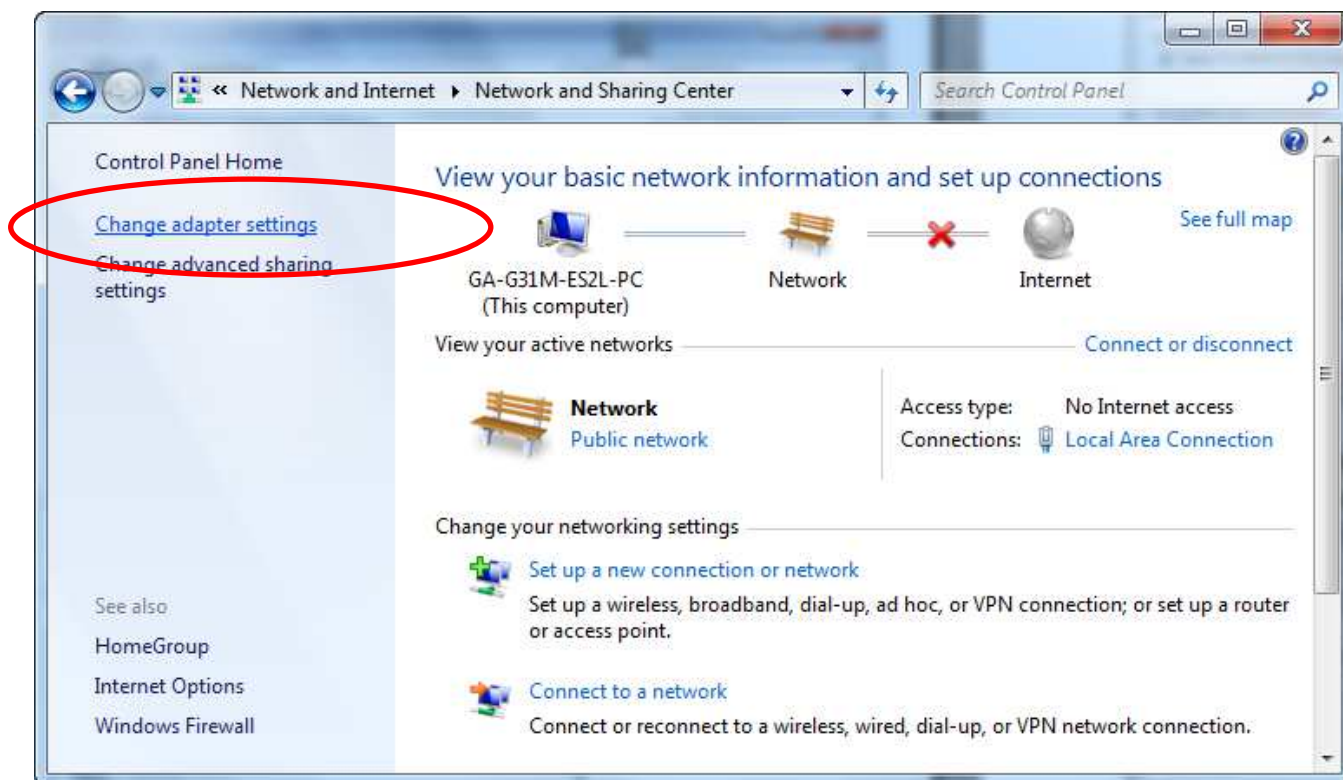 « Network and Internet ▸ Network and Sharing Center
Search Control Panel
Control Panel Home
Change adapter settings
Change advanced sharing
settings
See also
HomeGroup
Internet Options
Windows Firewall
View your basic network information and set up connections
See full map
GA-G31M-ES2L-PC
(This computer)
Network
Internet
View your active networks
Connect or disconnect
Network
Public network
Access type: No Internet access
Connections: Local Area Connection
Change your networking settings
Set up a new connection or network
Set up a wireless, broadband, dial-up, ad hoc, or VPN connection; or set up a router
or access point.
Connect to a network
Connect or reconnect to a wireless, wired, dial-up, or VPN network connection.